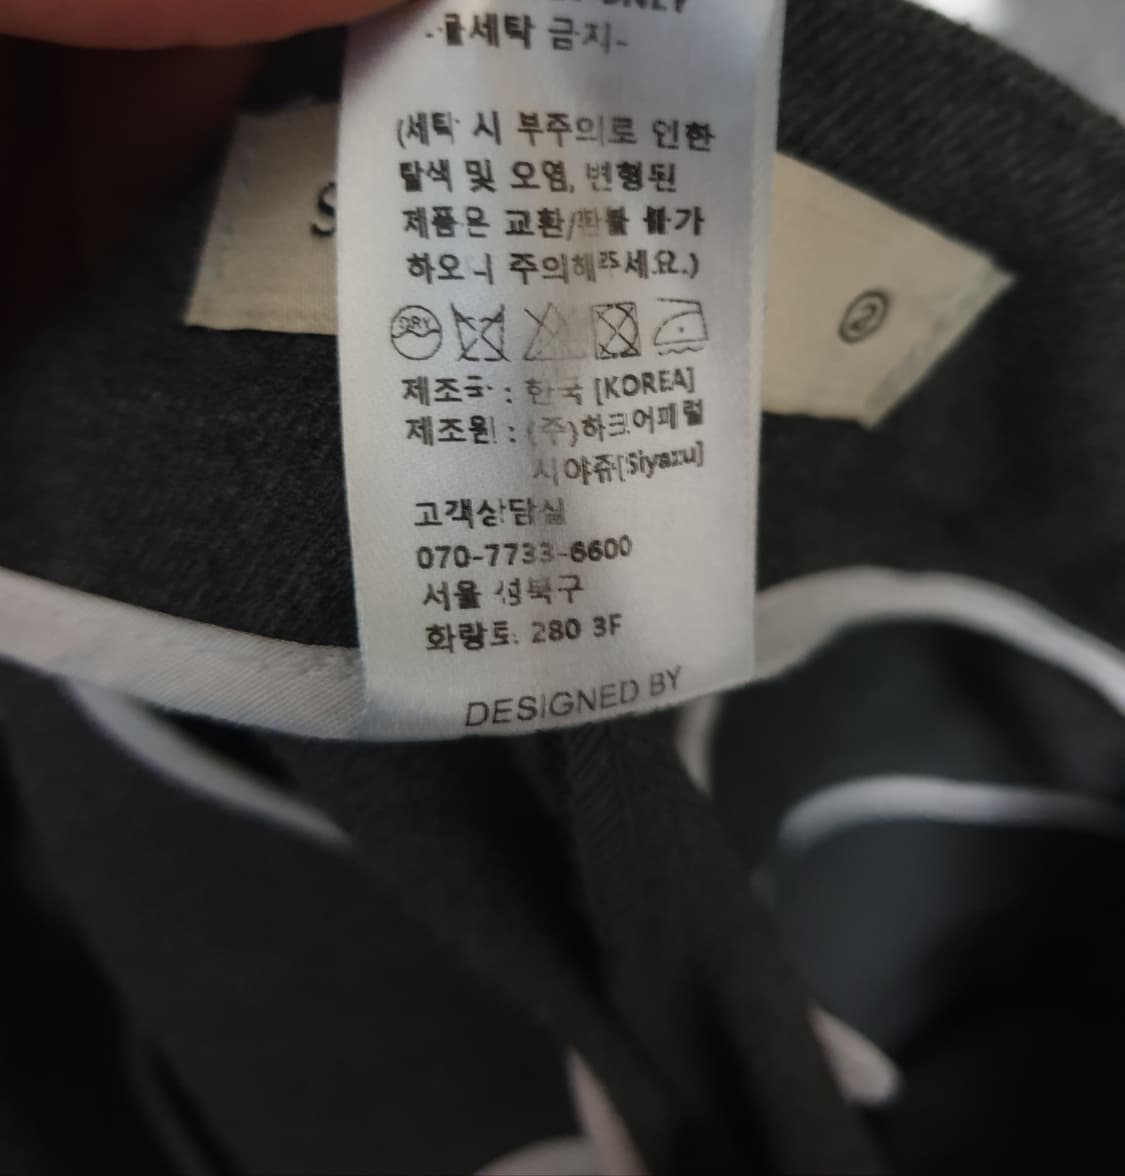 ONLY
-물세탁 금지-
(세탁 시 부주의로 인한
탈색 및 오염, 변형된
제품은 교환/환불 불가
하오니 주의해 세요.)
DRY
제조국 : 한국 [KOREA]
제조원 : (주)하크어패럴
시야쥬[Siyazu]
고객상담실
070-7733-6600
서울 성북구
화랑로 280 3F
DESIGNED BY
S
2